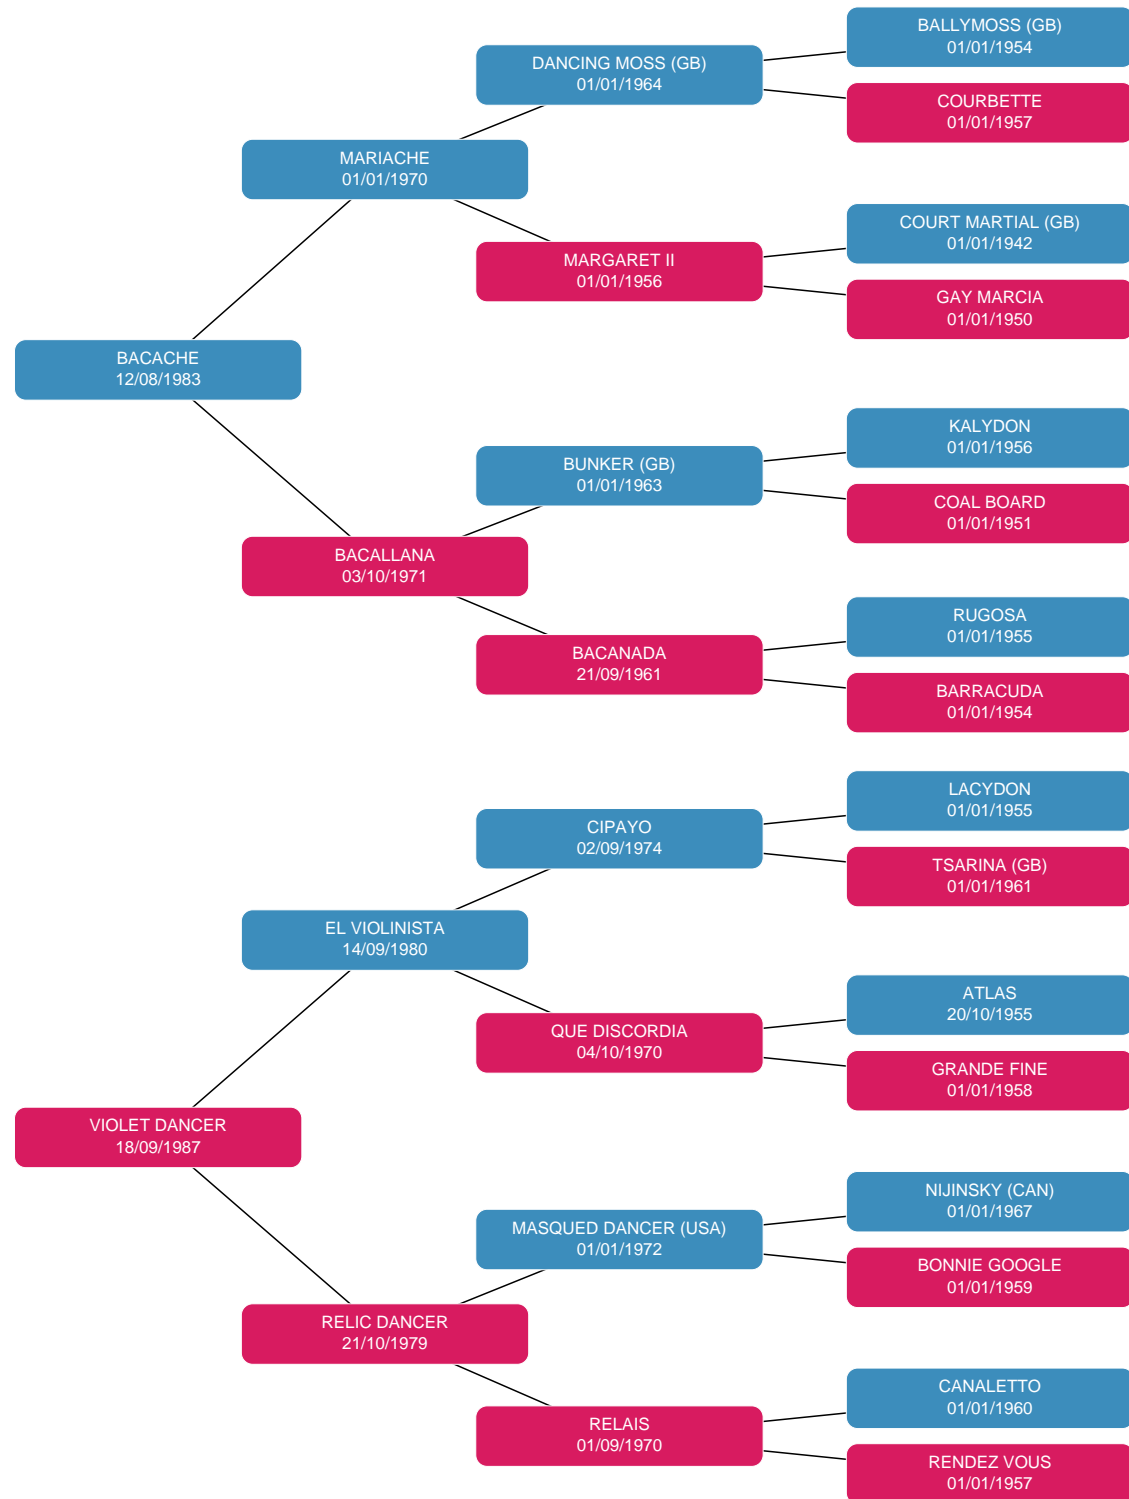 BALLYMOSS (GB)
01/01/1954
DANCING MOSS (GB)
01/01/1964
COURBETTE
01/01/1957
MARIACHE
01/01/1970
COURT MARTIAL (GB)
01/01/1942
MARGARET II
01/01/1956
GAY MARCIA
01/01/1950
BACACHE
12/08/1983
KALYDON
01/01/1956
BUNKER (GB)
01/01/1963
COAL BOARD
01/01/1951
BACALLANA
03/10/1971
RUGOSA
01/01/1955
BACANADA
21/09/1961
BARRACUDA
01/01/1954
LACYDON
01/01/1955
CIPAYO
02/09/1974
TSARINA (GB)
01/01/1961
EL VIOLINISTA
14/09/1980
ATLAS
20/10/1955
QUE DISCORDIA
04/10/1970
GRANDE FINE
01/01/1958
VIOLET DANCER
18/09/1987
NIJINSKY (CAN)
01/01/1967
MASQUED DANCER (USA)
01/01/1972
BONNIE GOOGLE
01/01/1959
RELIC DANCER
21/10/1979
CANALETTO
01/01/1960
RELAIS
01/09/1970
RENDEZ VOUS
01/01/1957